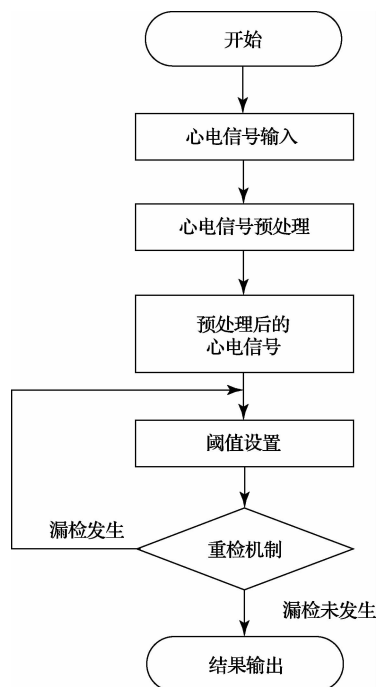 开始
心电信号输入
心电信号预处理
预处理后的
心电信号
阈值设置
漏检发生
重检机制
漏检未发生
结果输出